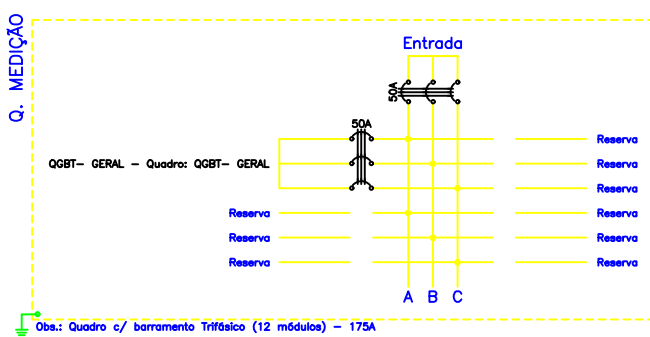 Q. MEDIÇÃO
Entrada
50A
50A
Reserva
QGBT- GERAL - Quadro: QGBT- GERAL
Reserva
Reserva
Reserva
Reserva
Reserva
Reserva
Reserva
Reserva
A B C
Obs.: Quadro c/ barramento Trifásico (12 módulos) - 175A